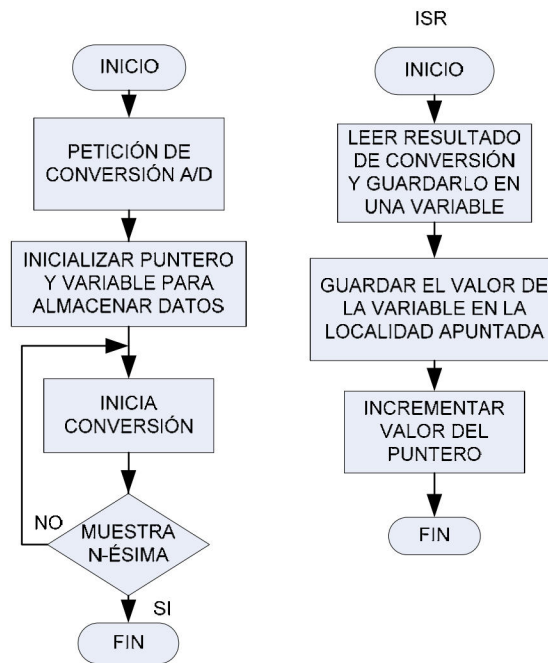 INICIO
PETICIÓN DE
CONVERSIÓN A/D
INICIALIZAR PUNTERO
Y VARIABLE PARA
ALMACENAR DATOS
INICIA
CONVERSIÓN
NO
MUESTRA
N-ÉSIMA
SI
FIN
ISR
INICIO
LEER RESULTADO
DE CONVERSIÓN
Y GUARDARLO EN
UNA VARIABLE
GUARDAR EL VALOR DE
LA VARIABLE EN LA
LOCALIDAD APUNTADA
INCREMENTAR
VALOR DEL
PUNTERO
FIN